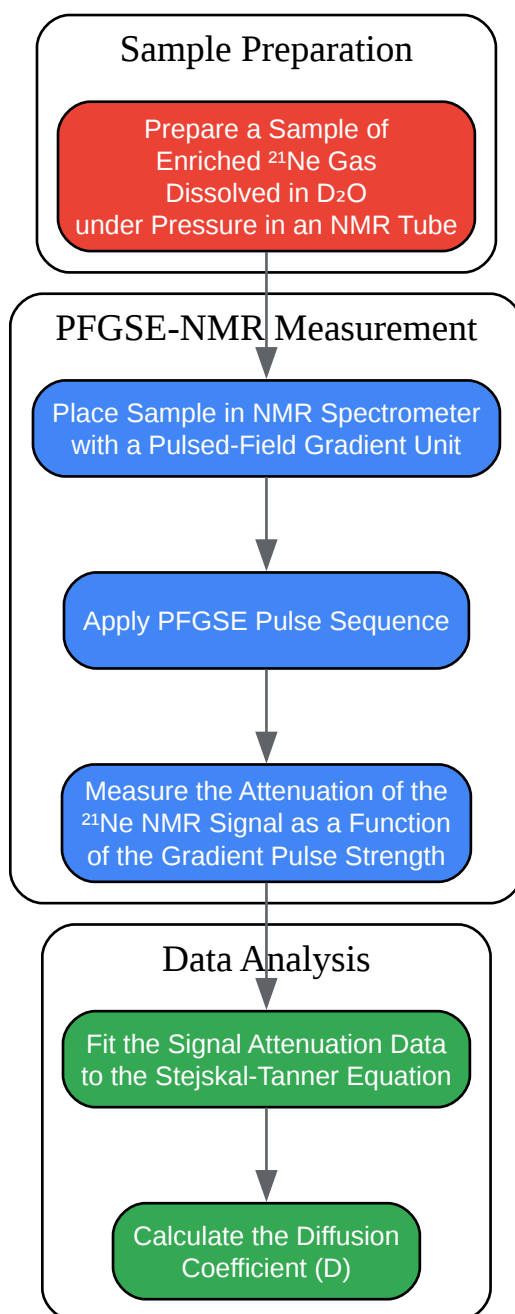 Sample Preparation
Prepare a Sample of
Enriched ²¹Ne Gas
Dissolved in D₂O
under Pressure in an NMR Tube
PFGSE-NMR Measurement
Place Sample in NMR Spectrometer
with a Pulsed-Field Gradient Unit
Apply PFGSE Pulse Sequence
Measure the Attenuation of the
²¹Ne NMR Signal as a Function
of the Gradient Pulse Strength
Data Analysis
Fit the Signal Attenuation Data
to the Stejskal-Tanner Equation
Calculate the Diffusion
Coefficient (D)